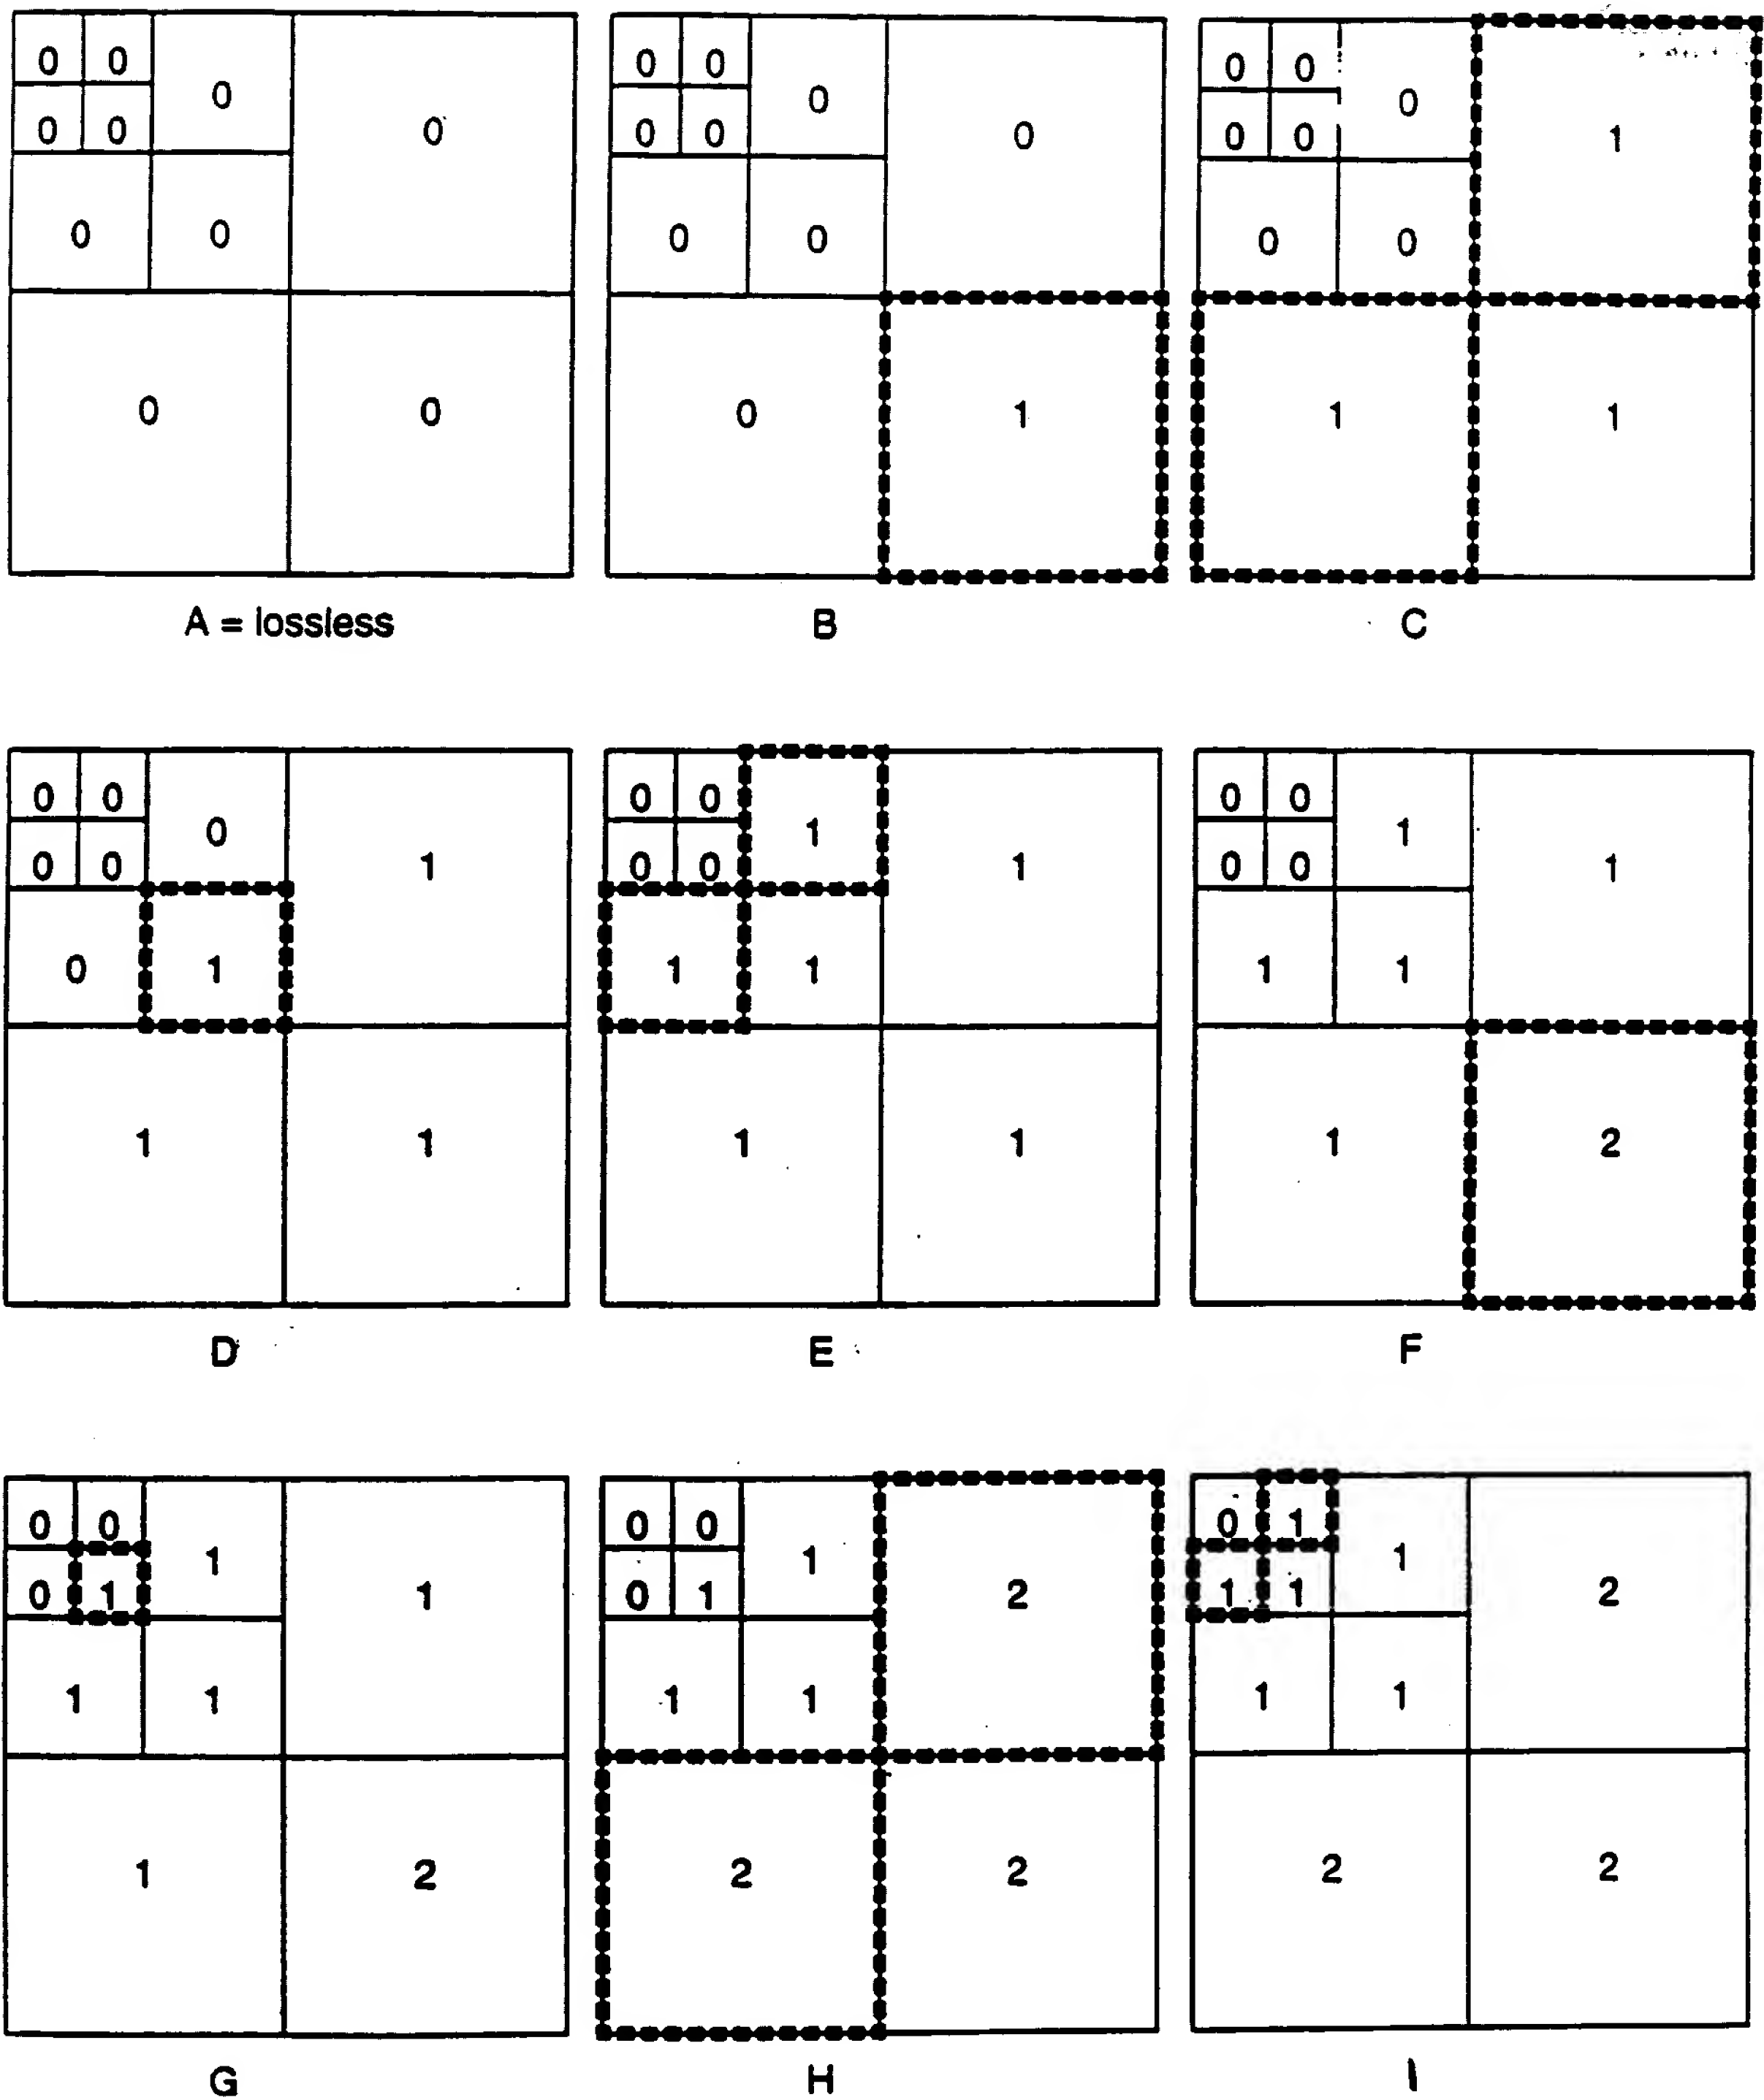 0 0 0 0 0 0 0
0 0 0 0 0 0 1
0 0 0 0 0 0
0 0 0 0 0 1 1
A = lossless B C
0 0 0 0 0 0
0 1 1 1 1 1
0 0 0 0 0 0
0 1 1 1 1 1
1 1 1 1 1 2
D E F
0 0 0 0 0 1
1 1 1
0 1 1 0 1 2 1 1 2
1 1 1 1 1 1
1 2 2 2 2 2
G H I